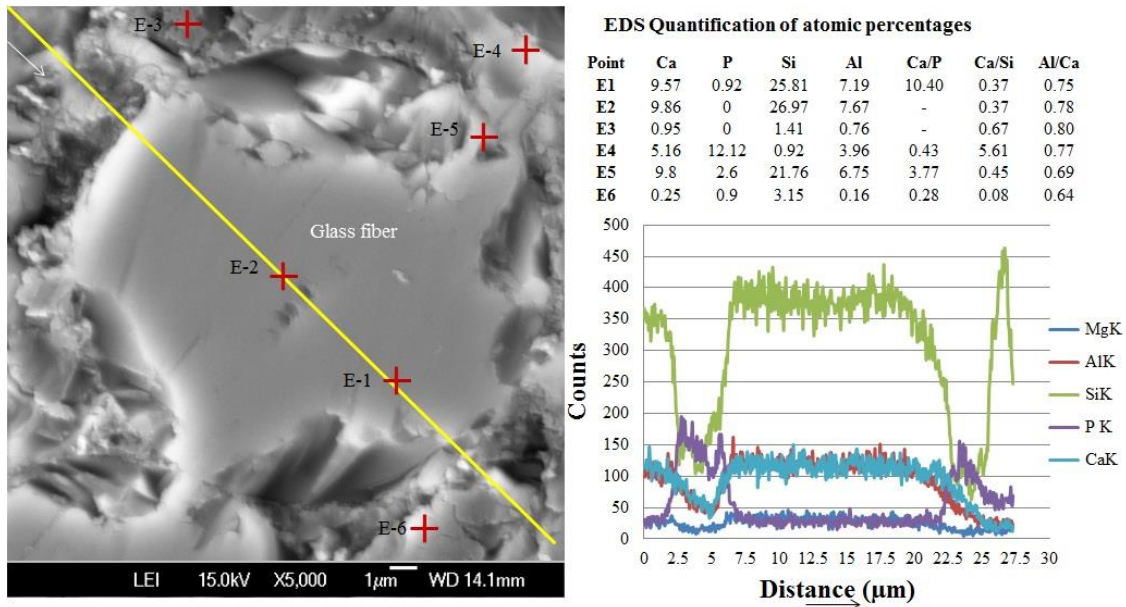 E-3
E-4
E-5
Glass fiber
E-2
E-1
E-6
LEI 15.0kV X5,000 1µm WD 14.1mm
EDS Quantification of atomic percentages
Point Ca P Si Al Ca/P Ca/Si Al/Ca
E1 9.57 0.92 25.81 7.19 10.40 0.37 0.75
E2 9.86 0 26.97 7.67 - 0.37 0.78
E3 0.95 0 1.41 0.76 - 0.67 0.80
E4 5.16 12.12 0.92 3.96 0.43 5.61 0.77
E5 9.8 2.6 21.76 6.75 3.77 0.45 0.69
E6 0.25 0.9 3.15 0.16 0.28 0.08 0.64
500
450
400
350
300
250
200
150
100
50
0
Counts
0 2.5 5 7.5 10 12.5 15 17.5 20 22.5 25 27.5 30
Distance (µm)
MgK
AlK
SiK
P K
CaK